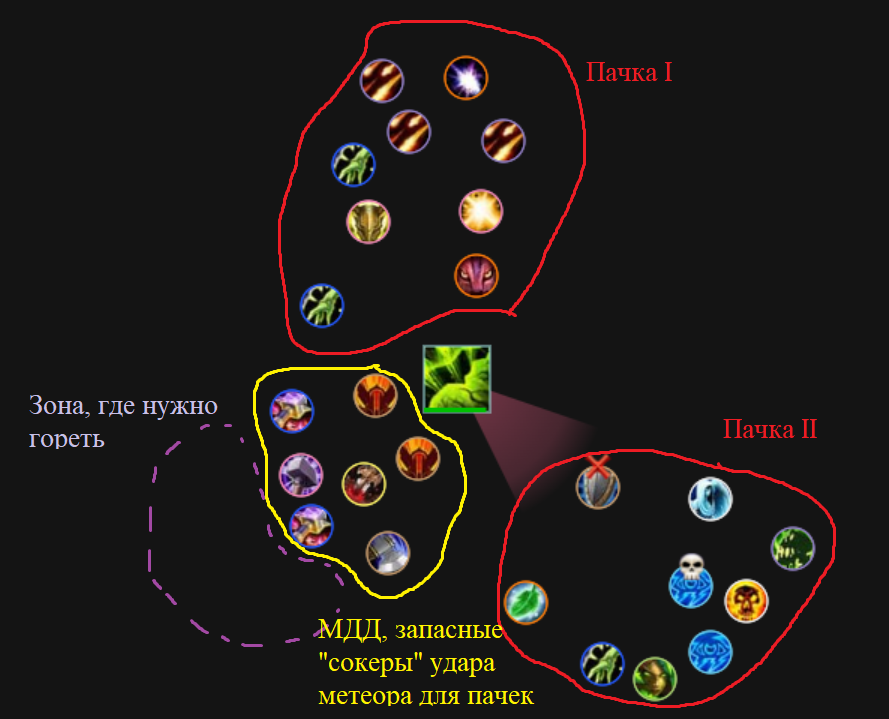 Пачка I
Зона, где нужно
гореть
Пачка II
МДД, запасные
"сокеры" удара
метеора для пачек